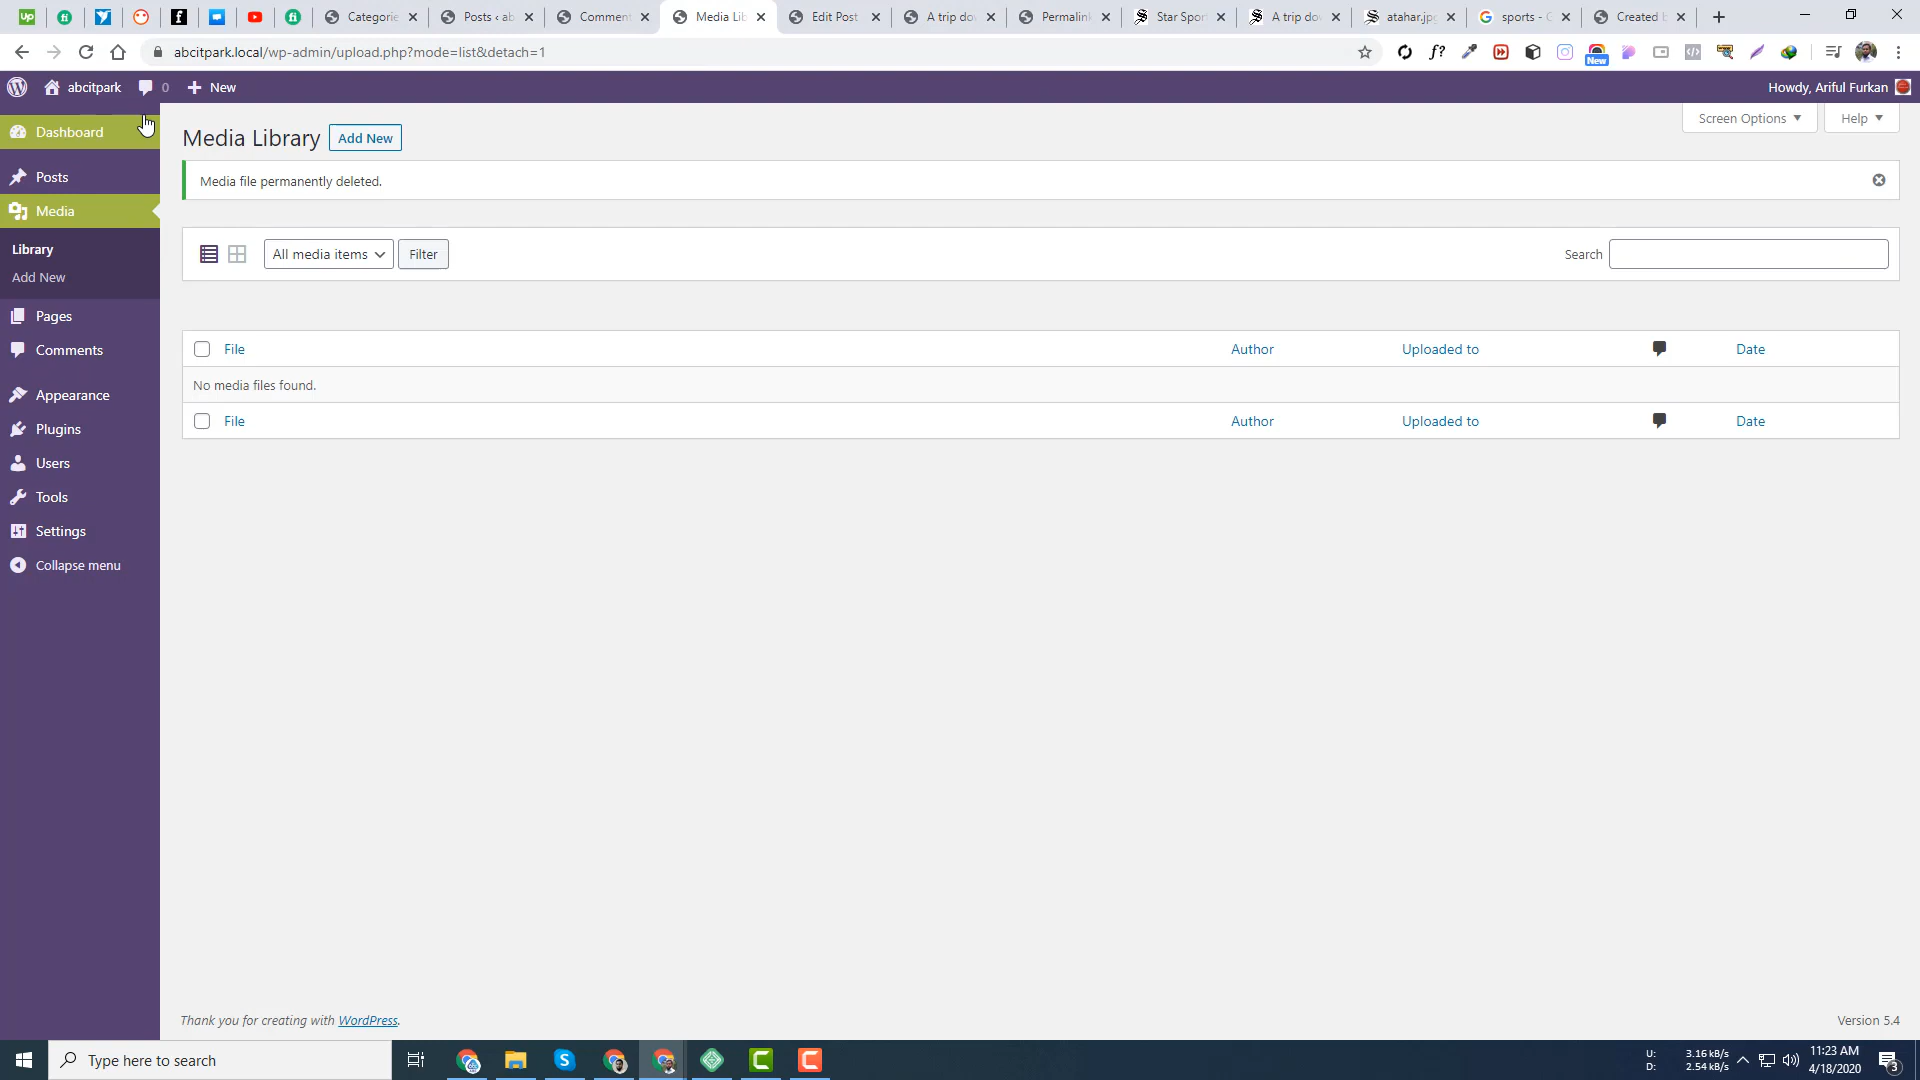 Up
Categorie
Posts ‹ ab
Comment
Media Lib
Edit Post
A trip do
Permalink
Star Spor
A trip do
atahar.jpg
sports - G
Created b
abcitpark.local/wp-admin/upload.php?mode=list&detach=1
f?
New
abcitpark
0
New
Howdy, Ariful Furkan
Dashboard
Posts
Media
Library
Add New
Pages
Comments
Appearance
Plugins
Users
Tools
Settings
Collapse menu
Media Library
Add New
Screen Options
Help
Media file permanently deleted.
All media items
Filter
Search
File Author Uploaded to Date
No media files found.
File Author Uploaded to Date
Thank you for creating with WordPress.
Version 5.4
Type here to search
U: 3.16 kB/s
D: 2.54 kB/s
11:23 AM
4/18/2020
3